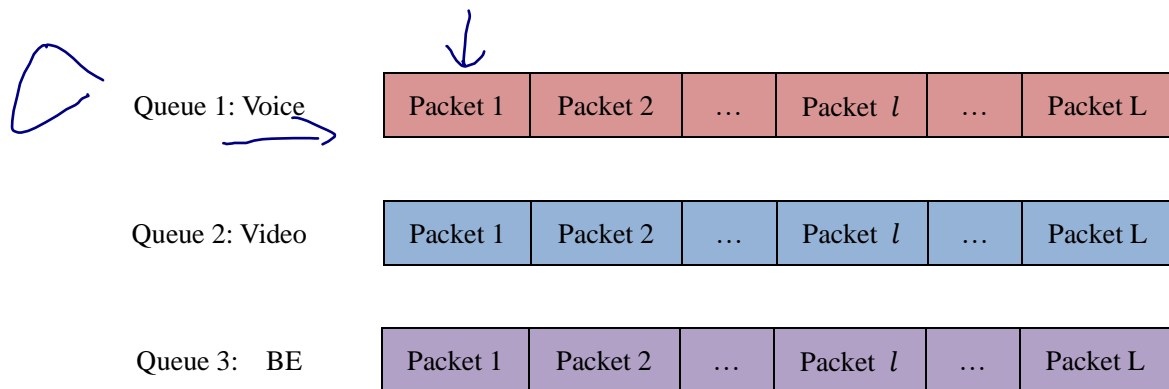 Queue 1: Voice Packet 1 Packet 2 … Packet l … Packet L
Queue 2: Video Packet 1 Packet 2 … Packet l … Packet L
Queue 3: BE Packet 1 Packet 2 … Packet l … Packet L